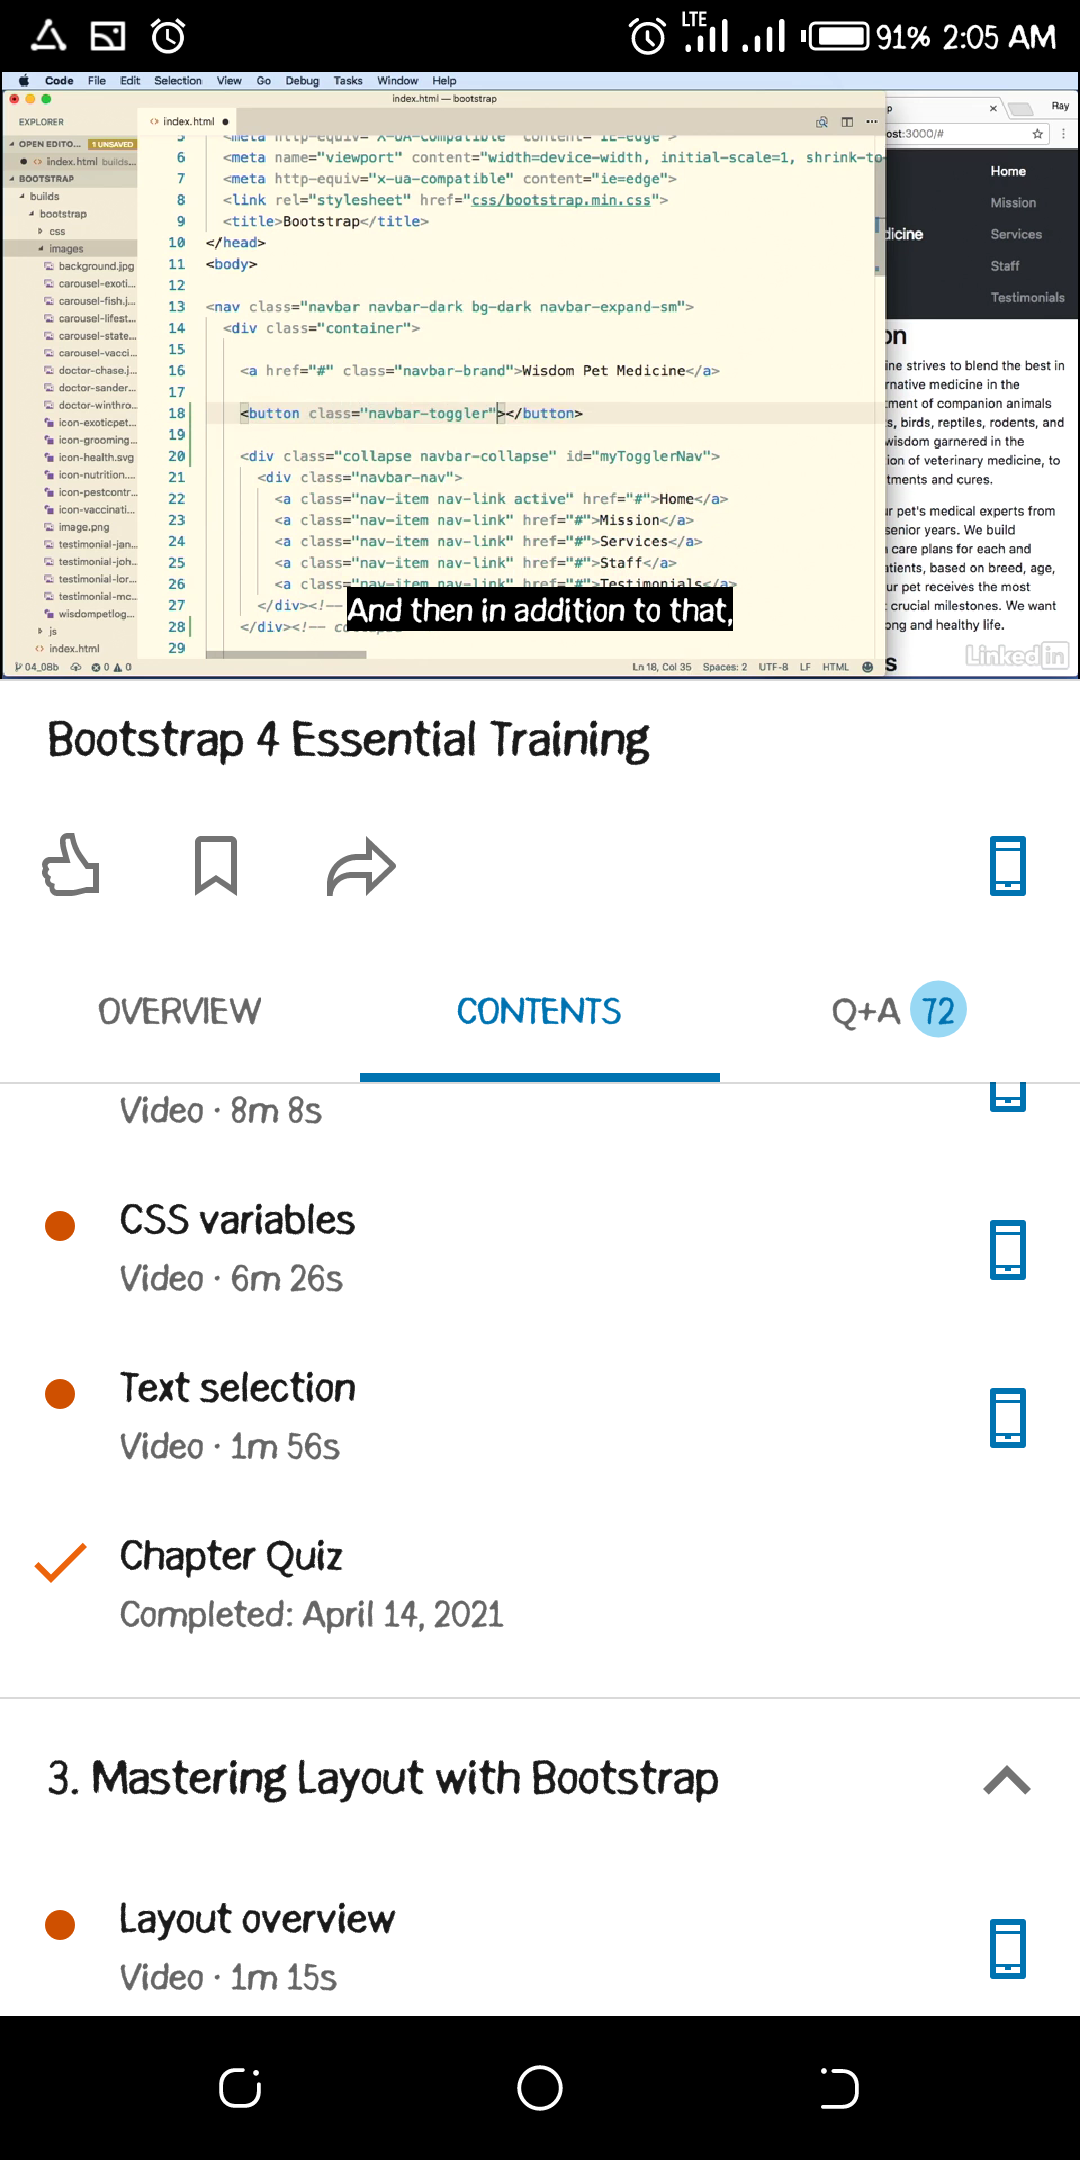 LTE 91% 2:05 AM
Code File Edit Selection View Go Debug Tasks Window Help
index.html — bootstrap
EXPLORER
index.html
Ray
OPEN EDITO... 1 UNSAVED
index.html builds...
BOOTSTRAP
builds
bootstrap
css
images
background.jpg
carousel-exoti...
carousel-fish.j...
carousel-lifest...
carousel-state...
carousel-vacci...
doctor-chase.j...
doctor-sander...
doctor-winthro...
icon-exoticpet...
icon-grooming...
icon-health.svg
icon-nutrition....
icon-pestcontr...
icon-vaccinati...
image.png
testimonial-jan...
testimonial-joh...
testimonial-lor...
testimonial-mc...
wisdompetlog...
js
index.html
5 <meta http-equiv="X-UA-Compatible" content="IE=edge">
6 <meta name="viewport" content="width=device-width, initial-scale=1, shrink-to-
7 <meta http-equiv="x-ua-compatible" content="ie=edge">
8 <link rel="stylesheet" href="css/bootstrap.min.css">
9 <title>Bootstrap</title>
10 </head>
11 <body>
12
13 <nav class="navbar navbar-dark bg-dark navbar-expand-sm">
14 <div class="container">
15
16 <a href="#" class="navbar-brand">Wisdom Pet Medicine</a>
17
18 <button class="navbar-toggler"></button>
19
20 <div class="collapse navbar-collapse" id="myTogglerNav">
21 <div class="navbar-nav">
22 <a class="nav-item nav-link active" href="#">Home</a>
23 <a class="nav-item nav-link" href="#">Mission</a>
24 <a class="nav-item nav-link" href="#">Services</a>
25 <a class="nav-item nav-link" href="#">Staff</a>
26 <a class="nav-item nav-link" href="#">Testimonials</a>
27 </div><!--
28 </div><!--
29
And then in addition to that,
04_08b 0 0 Ln 18, Col 35 Spaces: 2 UTF-8 LF HTML
ost:3000/#
Home
Mission
dicine Services
Staff
Testimonials
on
ine strives to blend the best in
rnative medicine in the
ment of companion animals
s, birds, reptiles, rodents, and
wisdom garnered in the
ion of veterinary medicine, to
tments and cures.
ur pet's medical experts from
senior years. We build
care plans for each and
atients, based on breed, age,
ur pet receives the most
crucial milestones. We want
ong and healthy life.
s
Linked in
Bootstrap 4 Essential Training
OVERVIEW CONTENTS Q+A 72
Video · 8m 8s
CSS variables
Video · 6m 26s
Text selection
Video · 1m 56s
Chapter Quiz
Completed: April 14, 2021
3. Mastering Layout with Bootstrap
Layout overview
Video · 1m 15s